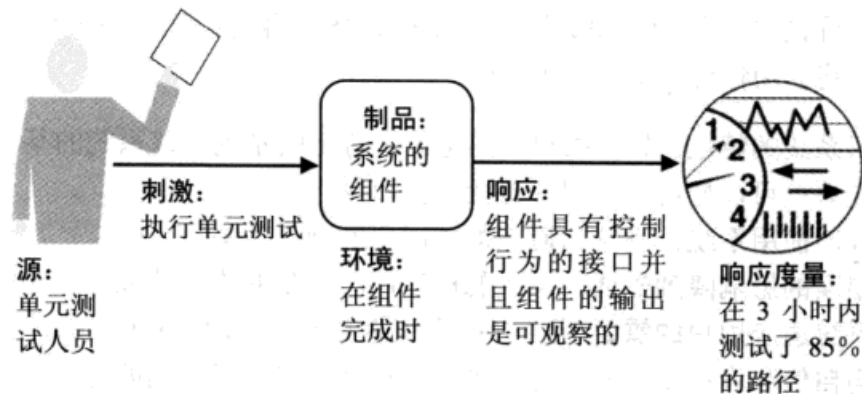 制品：
系统的
组件
刺激：
执行单元测试
源：
单元测
试人员
环境：
在组件
完成时
响应：
组件具有控制
行为的接口并
且组件的输出
是可观察的
1
2
3
4
响应度量：
在 3 小时内
测试了 85%
的路径